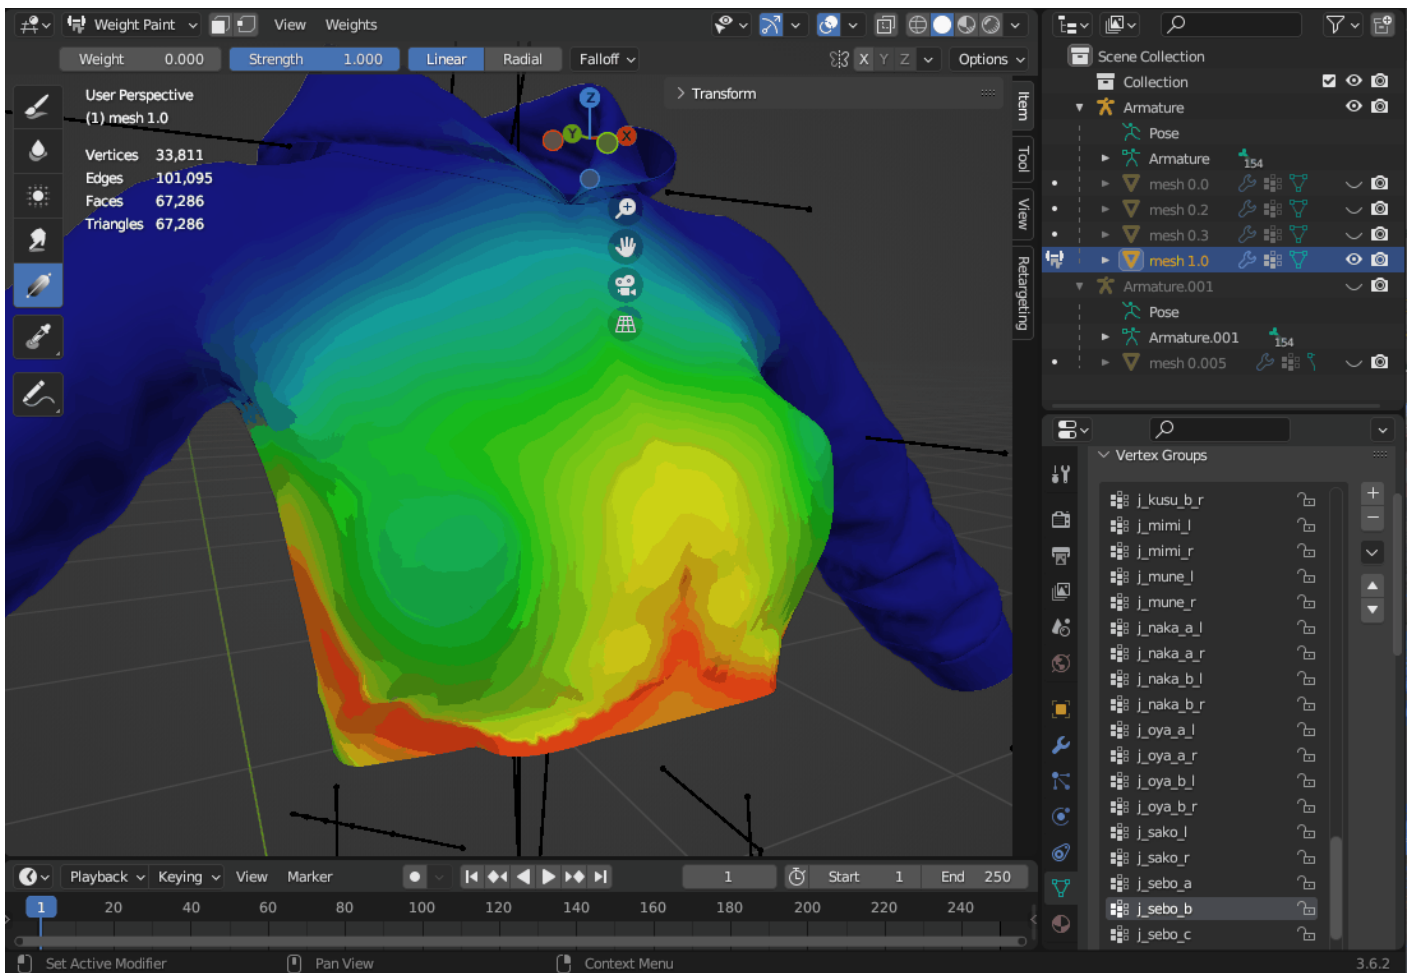 Weight Paint View Weights
Weight 0.000 Strength 1.000 Linear Radial Falloff X Y Z Options
User Perspective
(1) mesh 1.0
Vertices 33,811
Edges 101,095
Faces 67,286
Triangles 67,286
Z
Y
X
Transform
Item
Tool
View
Retargeting
Scene Collection
Collection
Armature
Pose
Armature 154
mesh 0.0
mesh 0.2
mesh 0.3
mesh 1.0
Armature.001
Pose
Armature.001 154
mesh 0.005
Vertex Groups
j_kusu_b_r
j_mimi_l
j_mimi_r
j_mune_l
j_mune_r
j_naka_a_l
j_naka_a_r
j_naka_b_l
j_naka_b_r
j_oya_a_l
j_oya_a_r
j_oya_b_l
j_oya_b_r
j_sako_l
j_sako_r
j_sebo_a
j_sebo_b
j_sebo_c
Playback Keying View Marker 1 Start 1 End 250
1 20 40 60 80 100 120 140 160 180 200 220 240
Set Active Modifier Pan View Context Menu 3.6.2